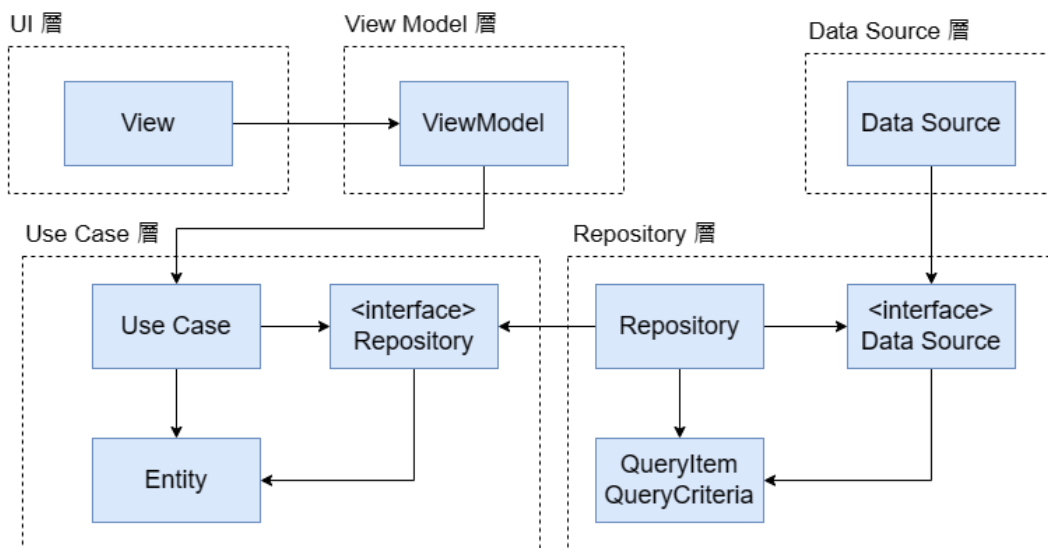 UI 層
View Model 層
Data Source 層
View
ViewModel
Data Source
Use Case 層
Repository 層
Use Case
<interface>
Repository
Repository
<interface>
Data Source
Entity
QueryItem
QueryCriteria